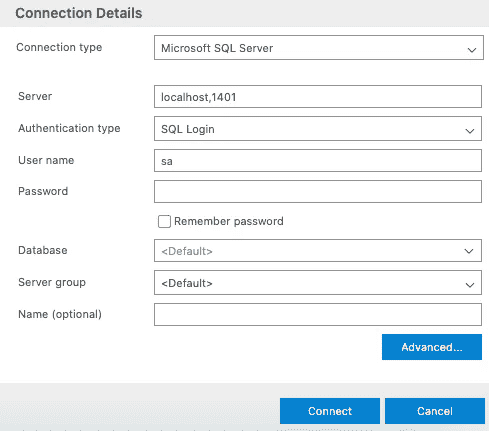 Connection Details
Connection type Microsoft SQL Server
Server localhost,1401
Authentication type SQL Login
User name sa
Password
Remember password
Database <Default>
Server group <Default>
Name (optional)
Advanced...
Connect Cancel